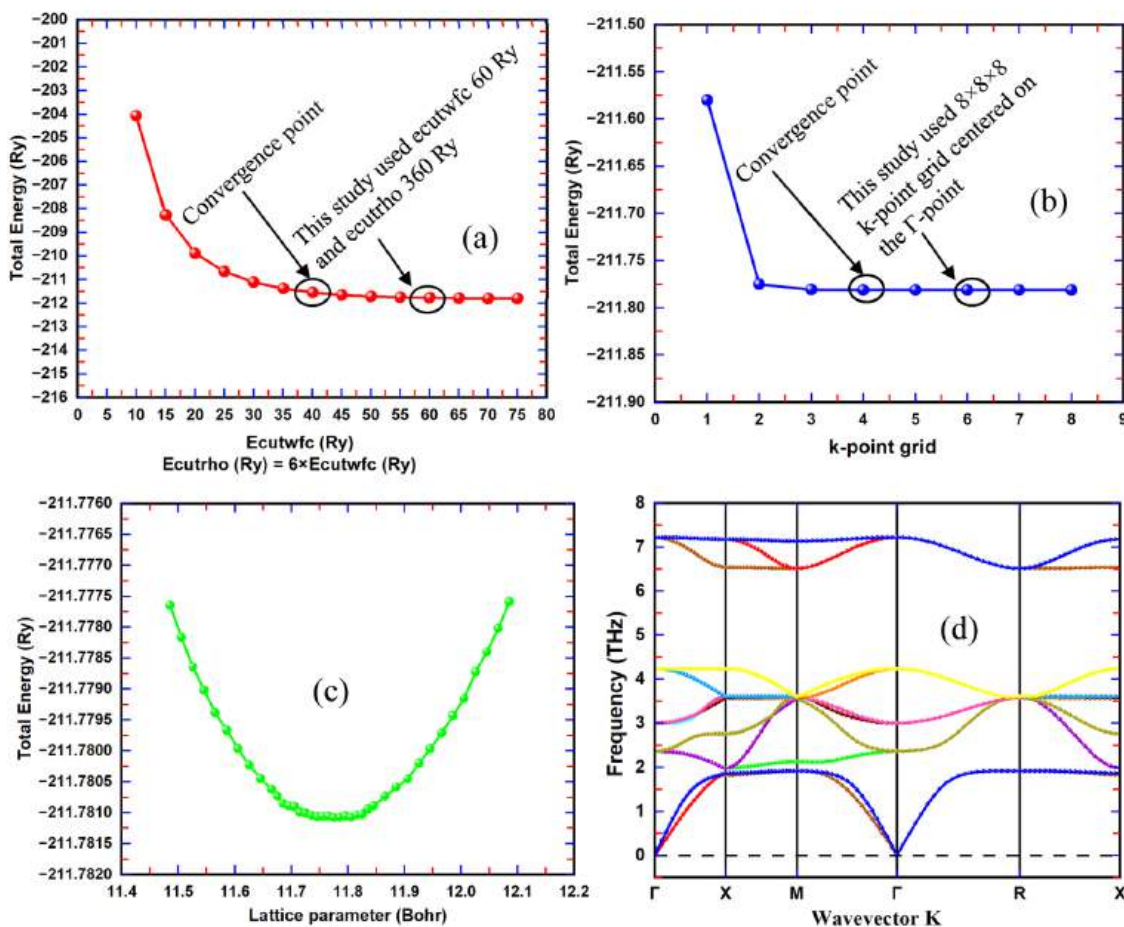 −200
−201
−202
−203
−204
−205
−206
−207
−208
−209
−210
−211
−212
−213
−214
−215
−216
Total Energy (Ry)
Convergence point
This study used ecutwfc 60 Ry
and ecutrho 360 Ry
(a)
0 5 10 15 20 25 30 35 40 45 50 55 60 65 70 75 80
Ecutwfc (Ry)
Ecutrho (Ry) = 6×Ecutwfc (Ry)
−211.50
−211.55
−211.60
−211.65
−211.70
−211.75
−211.80
−211.85
−211.90
Total Energy (Ry)
Convergence point
This study used 8×8×8
k-point grid centered on
the Γ-point
(b)
0 1 2 3 4 5 6 7 8 9
k-point grid
−211.7760
−211.7765
−211.7770
−211.7775
−211.7780
−211.7785
−211.7790
−211.7795
−211.7800
−211.7805
−211.7810
−211.7815
−211.7820
Total Energy (Ry)
(c)
11.4 11.5 11.6 11.7 11.8 11.9 12.0 12.1 12.2
Lattice parameter (Bohr)
8
7
6
5
4
3
2
1
0
Frequency (THz)
(d)
Γ X M Γ R X
Wavevector K